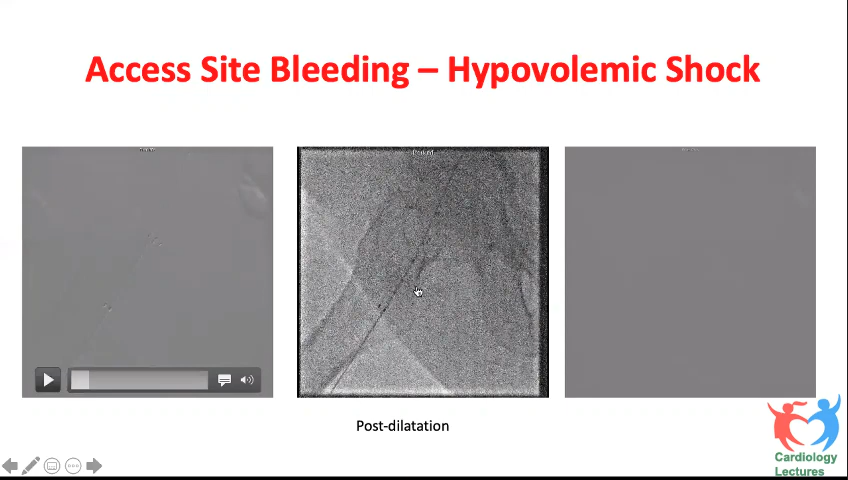 Access Site Bleeding – Hypovolemic Shock
Post-dilatation
Cardiology
Lectures